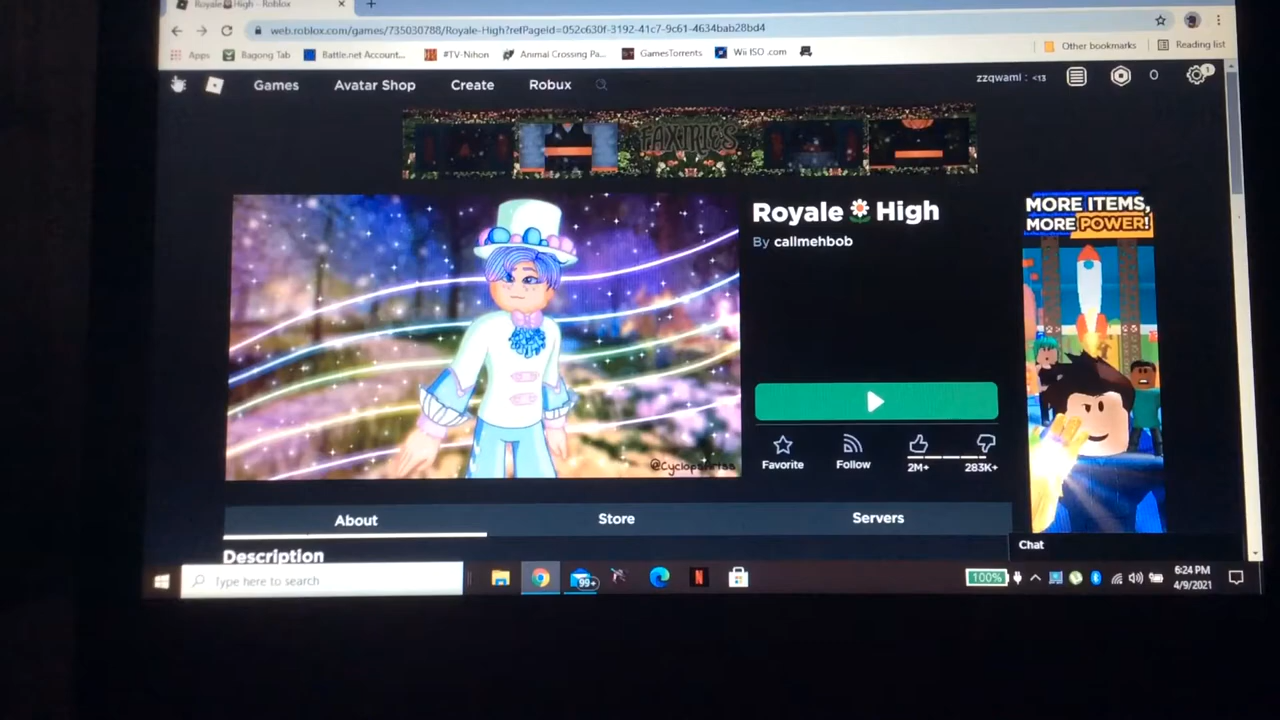 Royale High - Roblox
web.roblox.com/games/735030788/Royale-High?refPageId=052c630f-3192-41c7-9c61-4634bab28bd4
Apps Bagong Tab Battle.net Account... #TV-Nihon Animal Crossing Pa... GamesTorrents Wii ISO .com Other bookmarks Reading list
Games Avatar Shop Create Robux zzqwami : <13 0 1
FAXIRIES
Royale High
By callmehbob
MORE ITEMS,
MORE POWER!
Favorite Follow 2M+ 283K+
About Store Servers
Description
Chat
Type here to search 99+ 100% 6:24 PM
4/9/2021